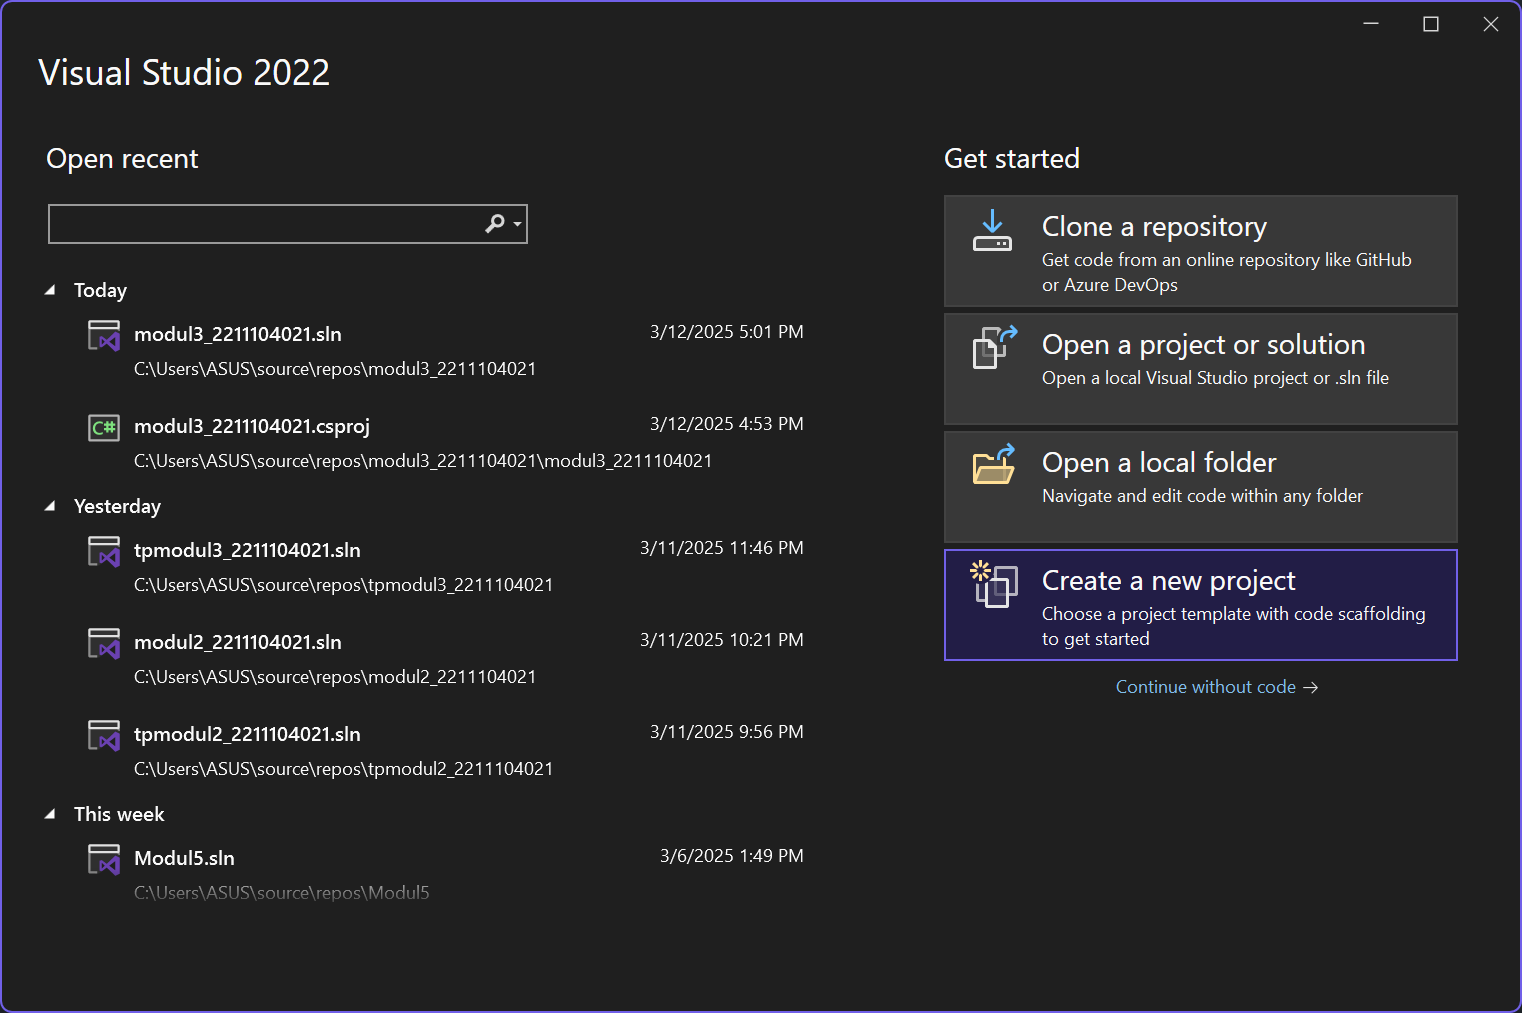 Visual Studio 2022
Open recent
Today
modul3_2211104021.sln 3/12/2025 5:01 PM
C:\Users\ASUS\source\repos\modul3_2211104021
C# modul3_2211104021.csproj 3/12/2025 4:53 PM
C:\Users\ASUS\source\repos\modul3_2211104021\modul3_2211104021
Yesterday
tpmodul3_2211104021.sln 3/11/2025 11:46 PM
C:\Users\ASUS\source\repos\tpmodul3_2211104021
modul2_2211104021.sln 3/11/2025 10:21 PM
C:\Users\ASUS\source\repos\modul2_2211104021
tpmodul2_2211104021.sln 3/11/2025 9:56 PM
C:\Users\ASUS\source\repos\tpmodul2_2211104021
This week
Modul5.sln 3/6/2025 1:49 PM
C:\Users\ASUS\source\repos\Modul5
Get started
Clone a repository
Get code from an online repository like GitHub
or Azure DevOps
Open a project or solution
Open a local Visual Studio project or .sln file
Open a local folder
Navigate and edit code within any folder
Create a new project
Choose a project template with code scaffolding
to get started
Continue without code →